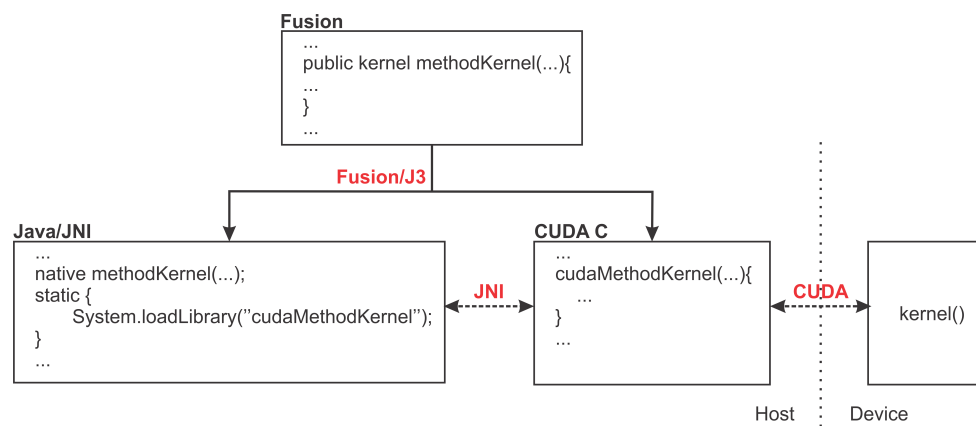 Fusion
...
public kernel methodKernel(...){
...
}
...
Fusion/J3
Java/JNI
...
native methodKernel(...);
static {
System.loadLibrary(’’cudaMethodKernel’’);
}
...
JNI
CUDA C
...
cudaMethodKernel(...){
...
}
...
CUDA
kernel()
Host
Device